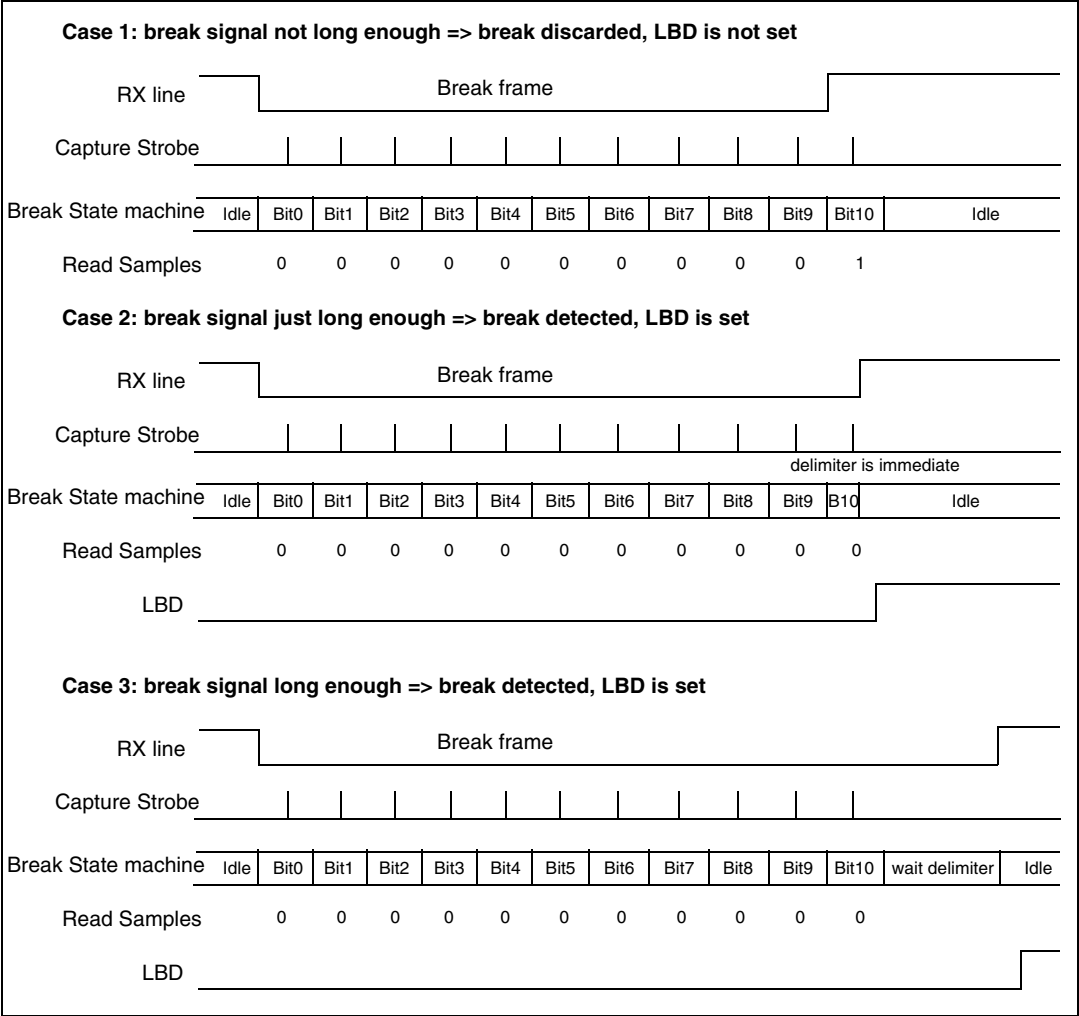 Case 1: break signal not long enough => break discarded, LBD is not set
RX line
Break frame
Capture Strobe
Break State machine Idle Bit0 Bit1 Bit2 Bit3 Bit4 Bit5 Bit6 Bit7 Bit8 Bit9 Bit10 Idle
Read Samples 0 0 0 0 0 0 0 0 0 0 1
Case 2: break signal just long enough => break detected, LBD is set
RX line
Break frame
Capture Strobe
delimiter is immediate
Break State machine Idle Bit0 Bit1 Bit2 Bit3 Bit4 Bit5 Bit6 Bit7 Bit8 Bit9 B10 Idle
Read Samples 0 0 0 0 0 0 0 0 0 0 0
LBD
Case 3: break signal long enough => break detected, LBD is set
RX line
Break frame
Capture Strobe
Break State machine Idle Bit0 Bit1 Bit2 Bit3 Bit4 Bit5 Bit6 Bit7 Bit8 Bit9 Bit10 wait delimiter Idle
Read Samples 0 0 0 0 0 0 0 0 0 0 0
LBD